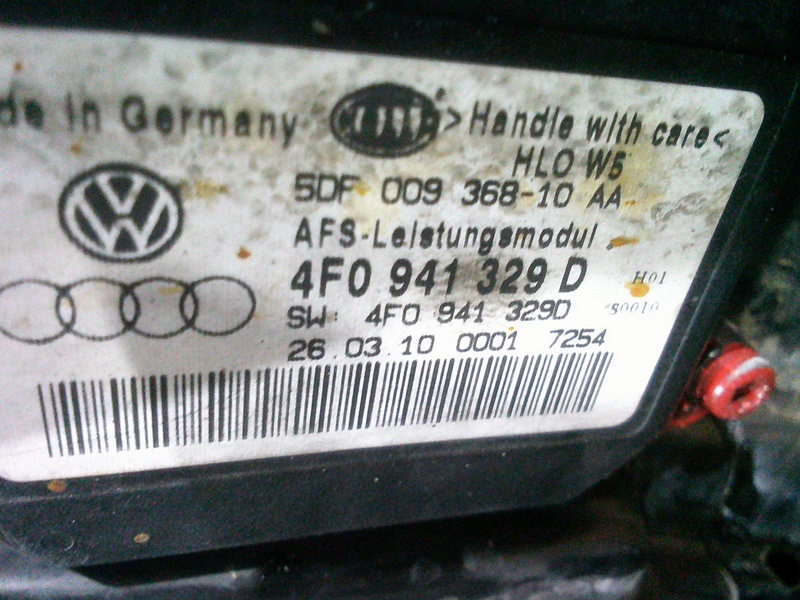 de in Germany >Handle with care<
HLO W5
5DF 009 368-10 AA
AFS-Leistungsmodul
4F0 941 329 D H01
SW: 4F0 941 329D S0010
26.03.10 0001 7254